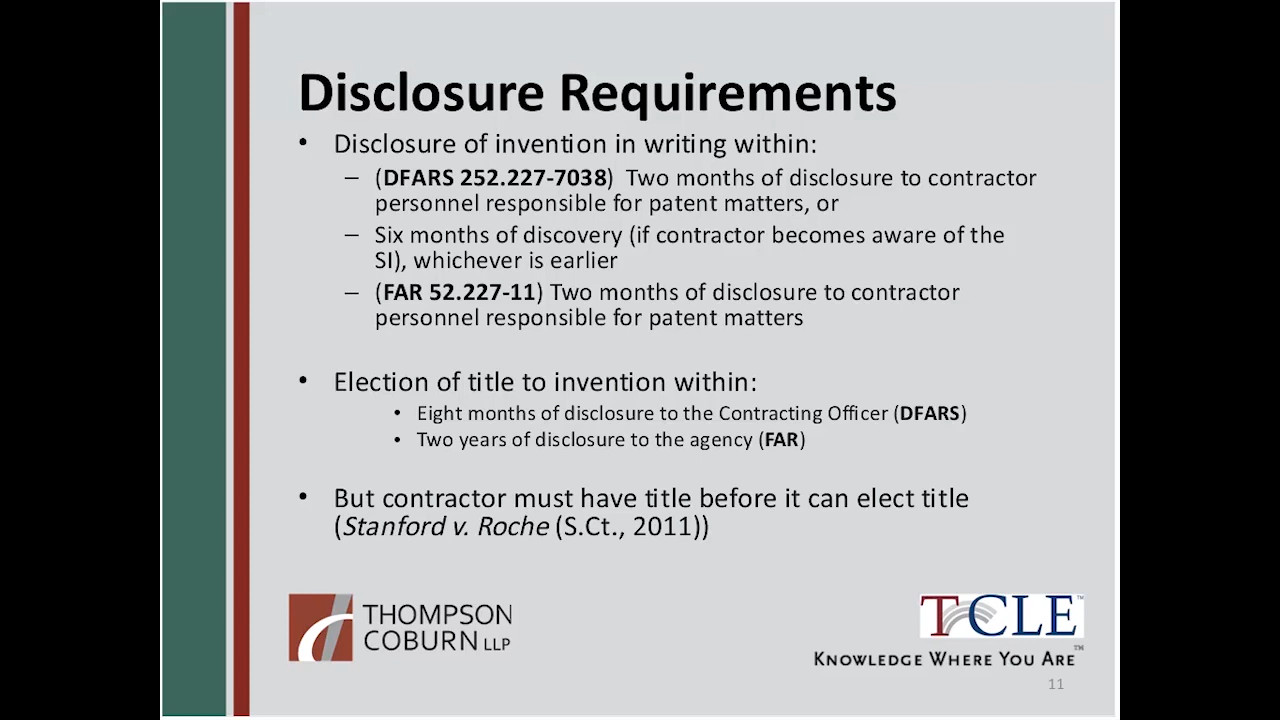 Disclosure Requirements
• Disclosure of invention in writing within:
– (DFARS 252.227-7038) Two months of disclosure to contractor
personnel responsible for patent matters, or
– Six months of discovery (if contractor becomes aware of the
SI), whichever is earlier
– (FAR 52.227-11) Two months of disclosure to contractor
personnel responsible for patent matters
• Election of title to invention within:
• Eight months of disclosure to the Contracting Officer (DFARS)
• Two years of disclosure to the agency (FAR)
• But contractor must have title before it can elect title
(Stanford v. Roche (S.Ct., 2011))
THOMPSON
COBURN LLP
TCLE™
KNOWLEDGE WHERE YOU ARE™
11